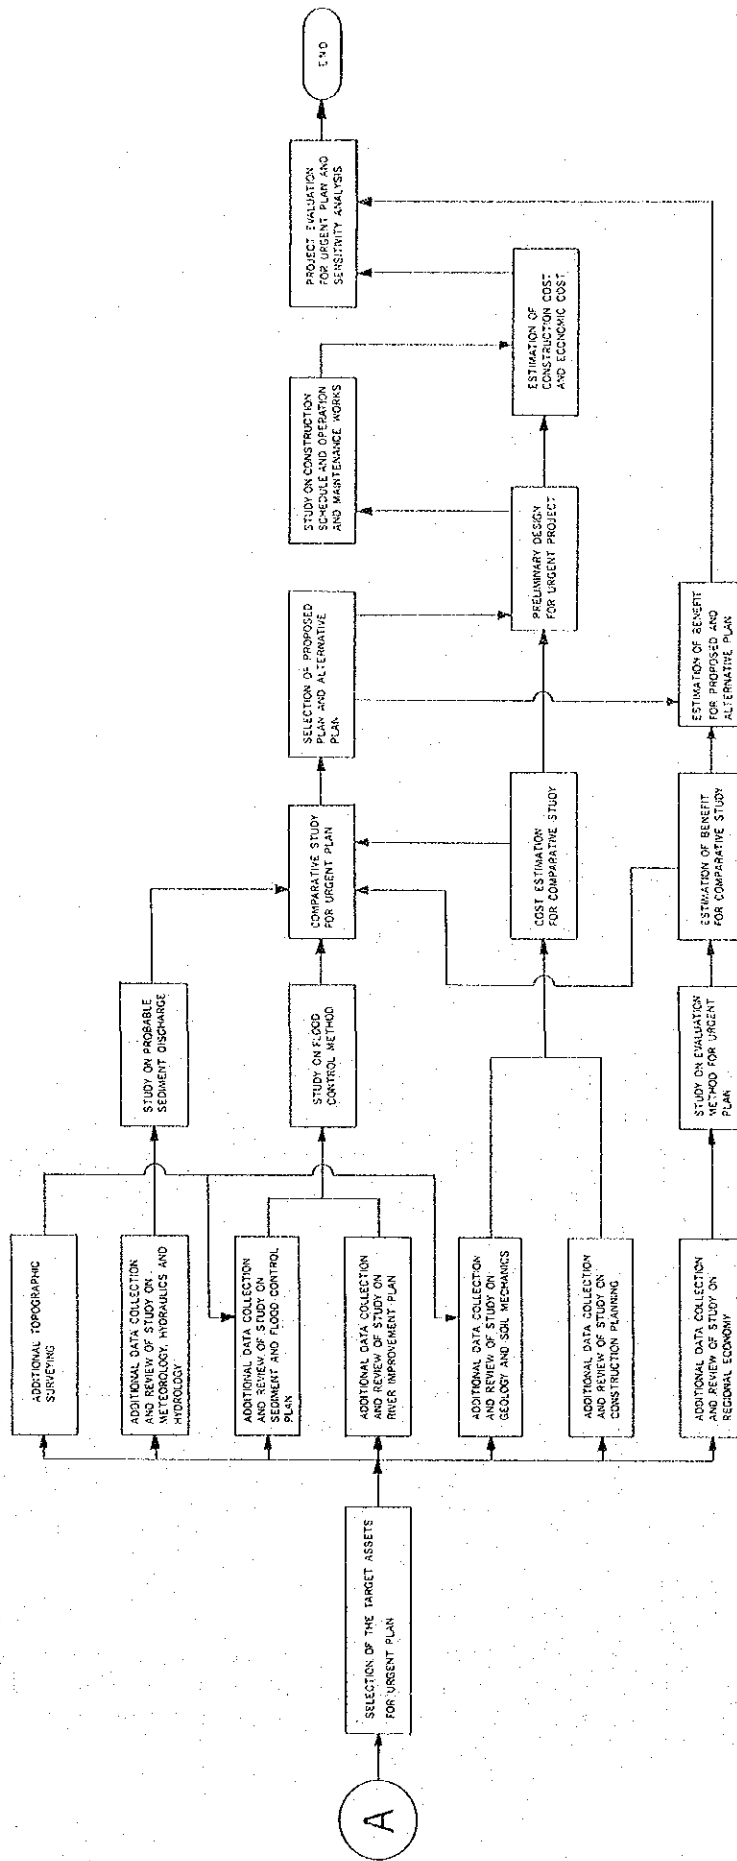 A
SELECTION OF THE TARGET ASSETS
FOR URGENT PLAN
ADDITIONAL TOPOGRAPHIC
SURVEYING
ADDITIONAL DATA COLLECTION
AND REVIEW OF STUDY ON
METEOROLOGY, HYDRAULICS AND
HYDROLOGY
ADDITIONAL DATA COLLECTION
AND REVIEW OF STUDY ON
SEDIMENT AND FLOOD CONTROL
PLAN
ADDITIONAL DATA COLLECTION
AND REVIEW OF STUDY ON
RIVER IMPROVEMENT PLAN
ADDITIONAL DATA COLLECTION
AND REVIEW OF STUDY ON
GEOLOGY AND SOIL MECHANICS
ADDITIONAL DATA COLLECTION
AND REVIEW OF STUDY ON
CONSTRUCTION PLANNING
ADDITIONAL DATA COLLECTION
AND REVIEW OF STUDY ON
REGIONAL ECONOMY
STUDY ON PROBABLE
SEDIMENT DISCHARGE
STUDY ON FLOOD
CONTROL METHOD
STUDY ON EVALUATION
METHOD FOR URGENT
PLAN
COMPARATIVE STUDY
FOR URGENT PLAN
COST ESTIMATION
FOR COMPARATIVE STUDY
ESTIMATION OF BENEFIT
FOR COMPARATIVE STUDY
SELECTION OF PROPOSED
PLAN AND ALTERNATIVE
PLAN
ESTIMATION OF BENEFIT
FOR PROPOSED AND
ALTERNATIVE PLAN
PRELIMINARY DESIGN
FOR URGENT PROJECT
STUDY ON CONSTRUCTION
SCHEDULE AND OPERATION
AND MAINTENANCE WORKS
ESTIMATION OF
CONSTRUCTION COST
AND ECONOMIC COST
PROJECT EVALUATION
FOR URGENT PLAN AND
SENSITIVITY ANALYSIS
END